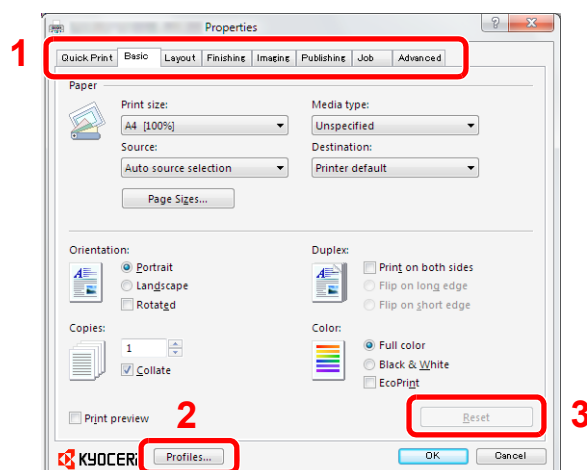 Properties
1
Quick Print Basic Layout Finishing Imaging Publishing Job Advanced
Paper
Print size: Media type:
A4 [100%] Unspecified
Source: Destination:
Auto source selection Printer default
Page Sizes...
Orientation: Duplex:
Portrait Print on both sides
Landscape Flip on long edge
Rotated Flip on short edge
Copies: Color:
1 Full color
Collate Black & White
EcoPrint
Print preview 2 Reset 3
KYOCERa Profiles... OK Cancel